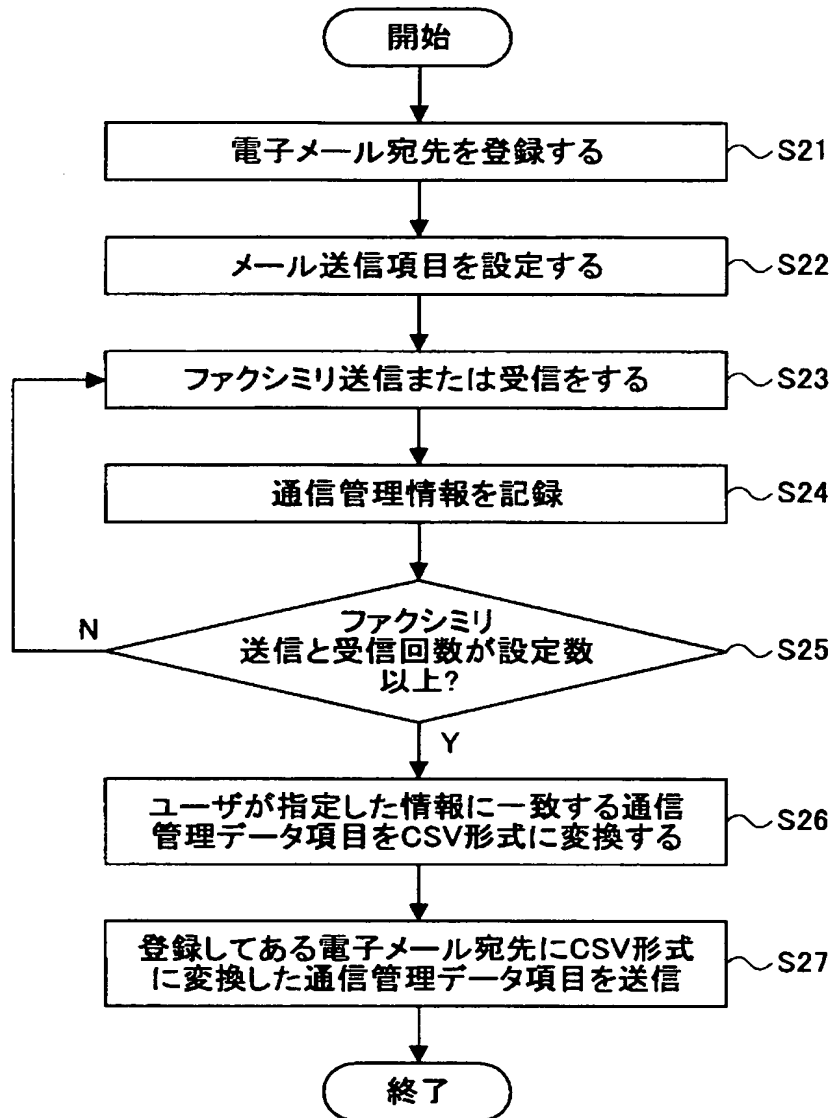 開始
電子メール宛先を登録する
S21
メール送信項目を設定する
S22
ファクシミリ送信または受信をする
S23
通信管理情報を記録
S24
ファクシミリ
送信と受信回数が設定数
以上?
S25
N
Y
ユーザが指定した情報に一致する通信
管理データ項目をCSV形式に変換する
S26
登録してある電子メール宛先にCSV形式
に変換した通信管理データ項目を送信
S27
終了